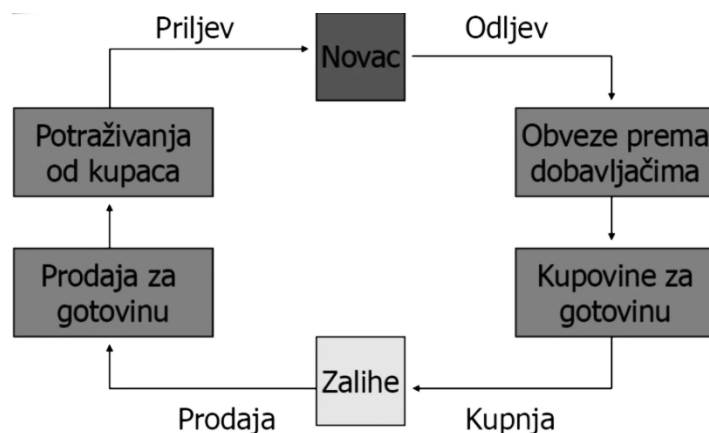 Priljev
Novac
Odljev
Potraživanja
od kupaca
Obveze prema
dobavljačima
Prodaja za
gotovinu
Kupovine za
gotovinu
Zalihe
Prodaja
Kupnja